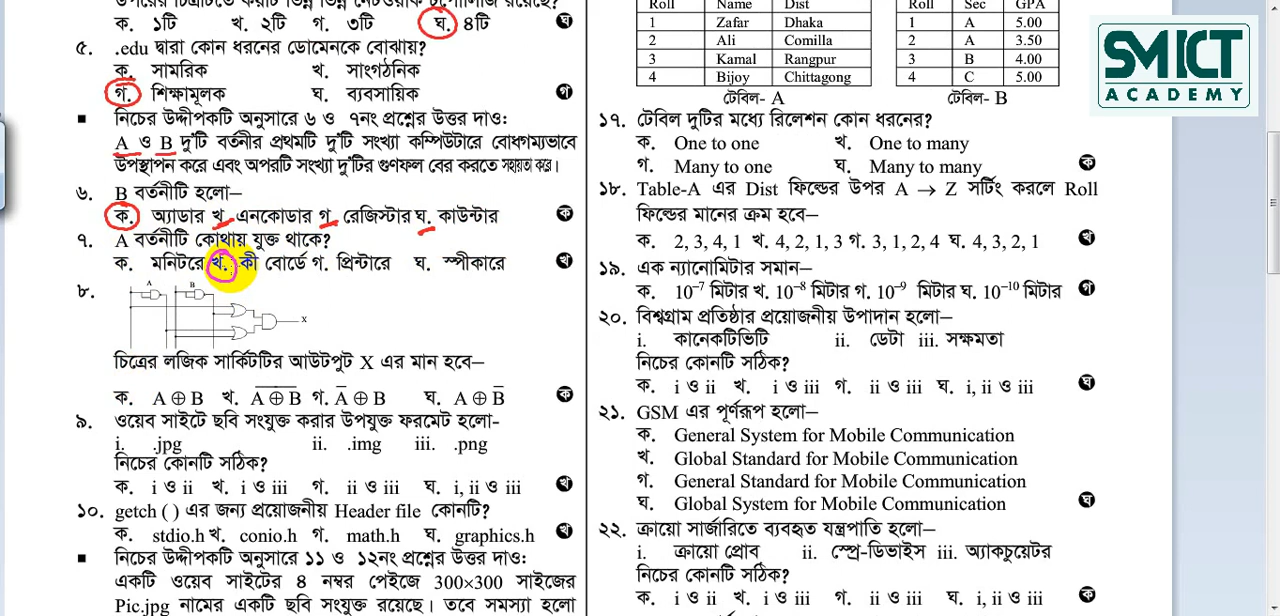 উপরের চিত্রটিতে কয়টি ভিন্ন ভিন্ন নেটওয়ার্ক টপোলজি রয়েছে?
ক. ১টি খ. ২টি গ. ৩টি ঘ. ৪টি ঘ
৫. .edu দ্বারা কোন ধরনের ডোমেনকে বোঝায়?
ক. সামরিক খ. সাংগঠনিক
গ. শিক্ষামূলক ঘ. ব্যবসায়িক গ
■ নিচের উদ্দীপকটি অনুসারে ৬ ও ৭নং প্রশ্নের উত্তর দাও:
A ও B দু'টি বর্তনীর প্রথমটি দু'টি সংখ্যা কম্পিউটারে বোধগম্যভাবে
উপস্থাপন করে এবং অপরটি সংখ্যা দু'টির গুণফল বের করতে সহায়তা করে।
৬. B বর্তনীটি হলো–
ক. অ্যাডার খ. এনকোডার গ. রেজিস্টার ঘ. কাউন্টার ক
৭. A বর্তনীটি কোথায় যুক্ত থাকে?
ক. মনিটরে খ. কী বোর্ডে গ. প্রিন্টারে ঘ. স্পীকারে খ
৮.
A B
X
চিত্রের লজিক সার্কিটটির আউটপুট X এর মান হবে–
ক. A ⊕ B খ. A̅ ⊕ B̅ গ. A̅ ⊕ B ঘ. A ⊕ B̅ ক
৯. ওয়েব সাইটে ছবি সংযুক্ত করার উপযুক্ত ফরমেট হলো-
i. .jpg ii. .img iii. .png
নিচের কোনটি সঠিক?
ক. i ও ii খ. i ও iii গ. ii ও iii ঘ. i, ii ও iii খ
১০. getch ( ) এর জন্য প্রয়োজনীয় Header file কোনটি?
ক. stdio.h খ. conio.h গ. math.h ঘ. graphics.h খ
■ নিচের উদ্দীপকটি অনুসারে ১১ ও ১২নং প্রশ্নের উত্তর দাও:
একটি ওয়েব সাইটের ৪ নম্বর পেইজে 300×300 সাইজের
Pic.jpg নামের একটি ছবি সংযুক্ত রয়েছে। তবে সমস্যা হলো
Roll Name Dist
1 Zafar Dhaka
2 Ali Comilla
3 Kamal Rangpur
4 Bijoy Chittagong
টেবিল- A
Roll Sec GPA
1 A 5.00
2 A 3.50
3 B 4.00
4 C 5.00
টেবিল- B
SMICT
ACADEMY
১৭. টেবিল দুটির মধ্যে রিলেশন কোন ধরনের?
ক. One to one খ. One to many
গ. Many to one ঘ. Many to many ক
১৮. Table-A এর Dist ফিল্ডের উপর A → Z সর্টিং করলে Roll
ফিল্ডের মানের ক্রম হবে–
ক. 2, 3, 4, 1 খ. 4, 2, 1, 3 গ. 3, 1, 2, 4 ঘ. 4, 3, 2, 1 খ
১৯. এক ন্যানোমিটার সমান–
ক. 10⁻⁷ মিটার খ. 10⁻⁸ মিটার গ. 10⁻⁹ মিটার ঘ. 10⁻¹⁰ মিটার গ
২০. বিশ্বগ্রাম প্রতিষ্ঠার প্রয়োজনীয় উপাদান হলো–
i. কানেকটিভিটি ii. ডেটা iii. সক্ষমতা
নিচের কোনটি সঠিক?
ক. i ও ii খ. i ও iii গ. ii ও iii ঘ. i, ii ও iii ঘ
২১. GSM এর পূর্ণরূপ হলো–
ক. General System for Mobile Communication
খ. Global Standard for Mobile Communication
গ. General Standard for Mobile Communication
ঘ. Global System for Mobile Communication ঘ
২২. ক্রায়ো সার্জারিতে ব্যবহৃত যন্ত্রপাতি হলো–
i. ক্রায়ো প্রোব ii. স্প্রে-ডিভাইস iii. অ্যাকচুয়েটর
নিচের কোনটি সঠিক?
ক. i ও ii খ. i ও iii গ. ii ও iii ঘ. i, ii ও iii ক